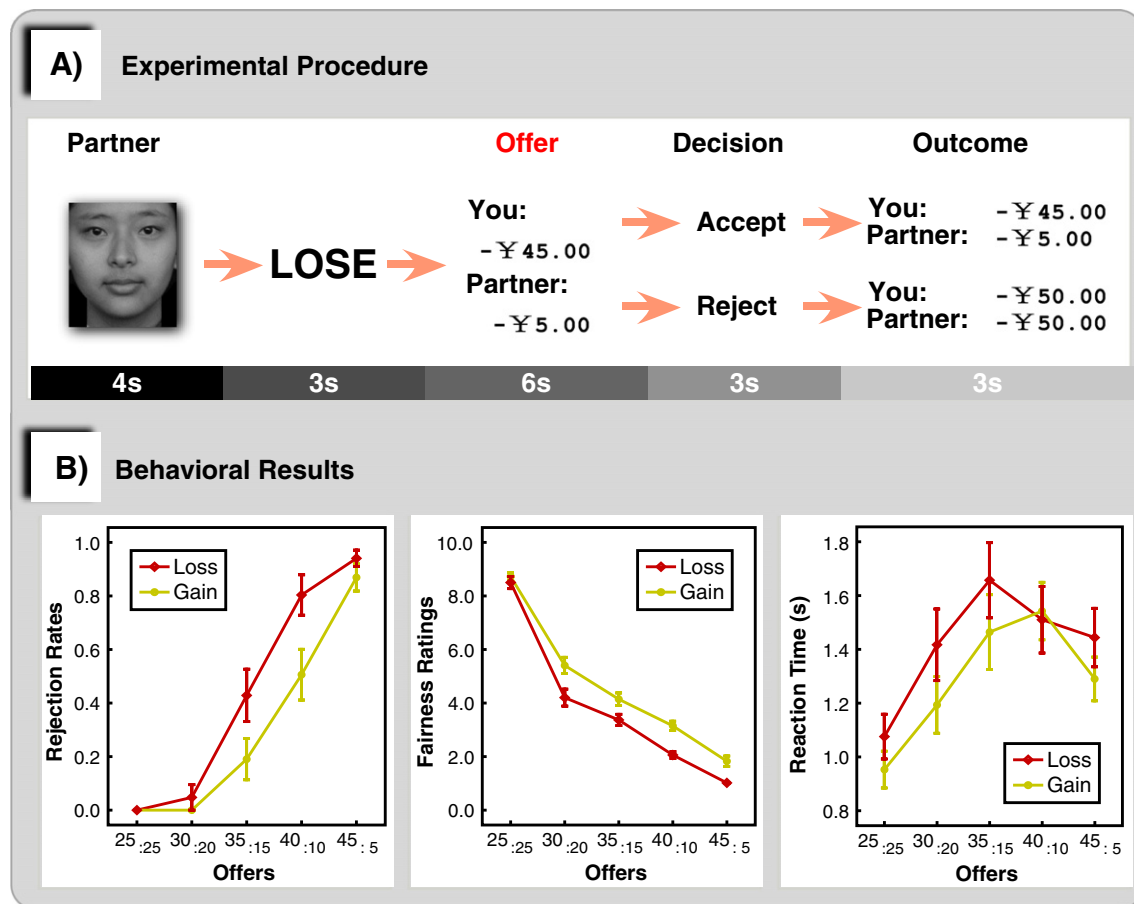 A) Experimental Procedure
Partner Offer Decision Outcome
LOSE
You:
-¥45.00
Partner:
-¥5.00
Accept
Reject
You: -¥45.00
Partner: -¥5.00
You: -¥50.00
Partner: -¥50.00
4s 3s 6s 3s 3s
B) Behavioral Results
Rejection Rates
1.0
0.8
0.6
0.4
0.2
0.0
Loss
Gain
25:25 30:20 35:15 40:10 45:5
Offers
Fairness Ratings
10.0
8.0
6.0
4.0
2.0
0.0
Loss
Gain
25:25 30:20 35:15 40:10 45:5
Offers
Reaction Time (s)
1.8
1.6
1.4
1.2
1.0
0.8
Loss
Gain
25:25 30:20 35:15 40:10 45:5
Offers